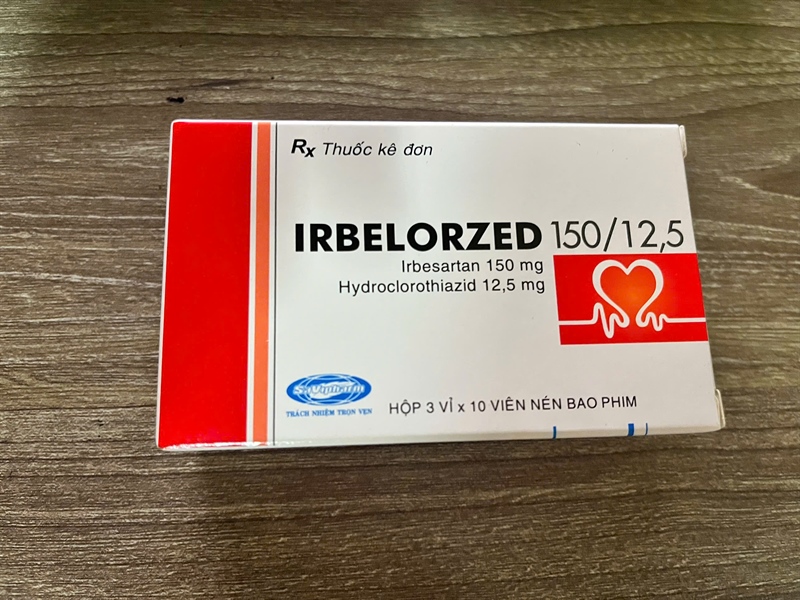 Rx Thuốc kê đơn
IRBELORZED 150/12,5
Irbesartan 150 mg
Hydroclorothiazid 12,5 mg
SaVipharm
TRÁCH NHIỆM TRỌN VẸN
HỘP 3 VỈ x 10 VIÊN NÉN BAO PHIM